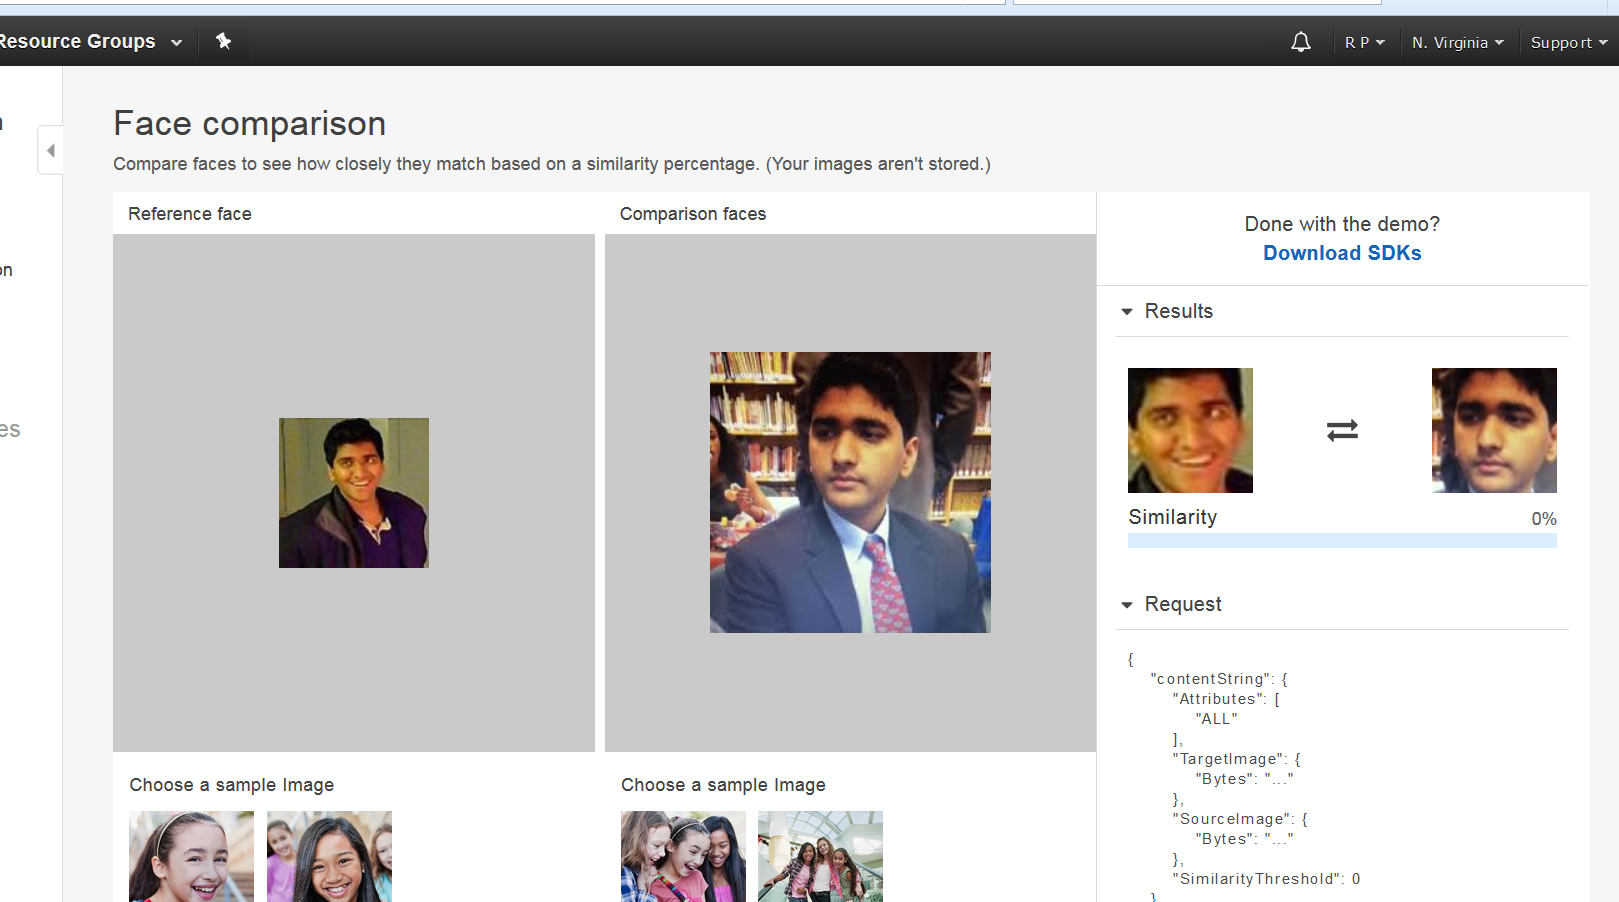 Resource Groups
R P
N. Virginia
Support
Face comparison
Compare faces to see how closely they match based on a similarity percentage. (Your images aren't stored.)
Reference face
Comparison faces
Done with the demo?
Download SDKs
on
Results
es
Similarity
0%
Request
{
"contentString": {
"Attributes": [
"ALL"
],
"TargetImage": {
"Bytes": "..."
},
"SourceImage": {
"Bytes": "..."
},
"SimilarityThreshold": 0
}
Choose a sample Image
Choose a sample Image